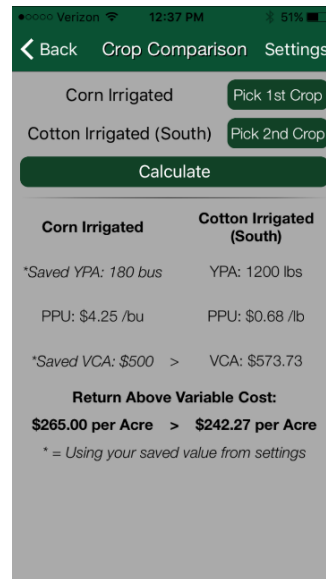 ●○○○○ Verizon 12:37 PM 51%
Back Crop Comparison Settings
Corn Irrigated Pick 1st Crop
Cotton Irrigated (South) Pick 2nd Crop
Calculate
Corn Irrigated Cotton Irrigated
(South)
*Saved YPA: 180 bus YPA: 1200 lbs
PPU: $4.25 /bu PPU: $0.68 /lb
*Saved VCA: $500 > VCA: $573.73
Return Above Variable Cost:
$265.00 per Acre > $242.27 per Acre
* = Using your saved value from settings